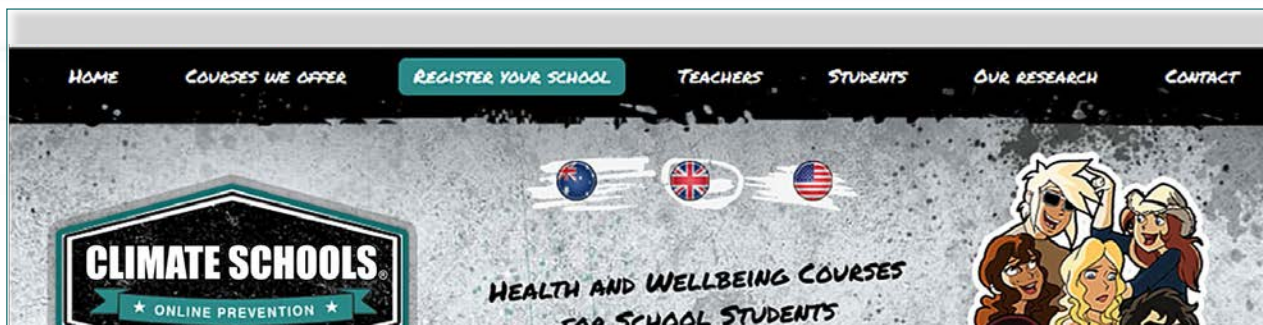 HOME COURSES WE OFFER REGISTER YOUR SCHOOL TEACHERS STUDENTS OUR RESEARCH CONTACT
CLIMATE SCHOOLS®
★ ONLINE PREVENTION ★
HEALTH AND WELLBEING COURSES
FOR SCHOOL STUDENTS